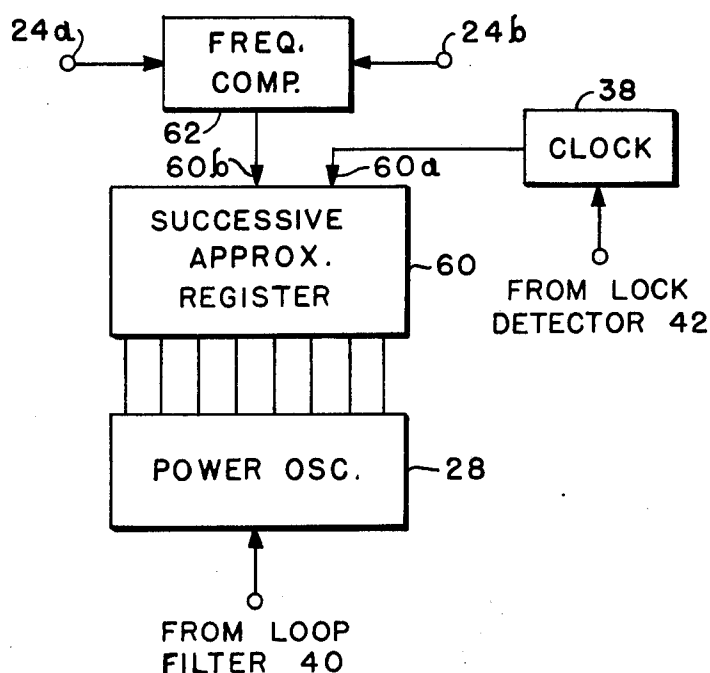 24a
24b
FREQ.
COMP.
62
38
CLOCK
60b
60a
SUCCESSIVE
APPROX.
REGISTER
60
FROM LOCK
DETECTOR 42
POWER OSC.
28
FROM LOOP
FILTER 40